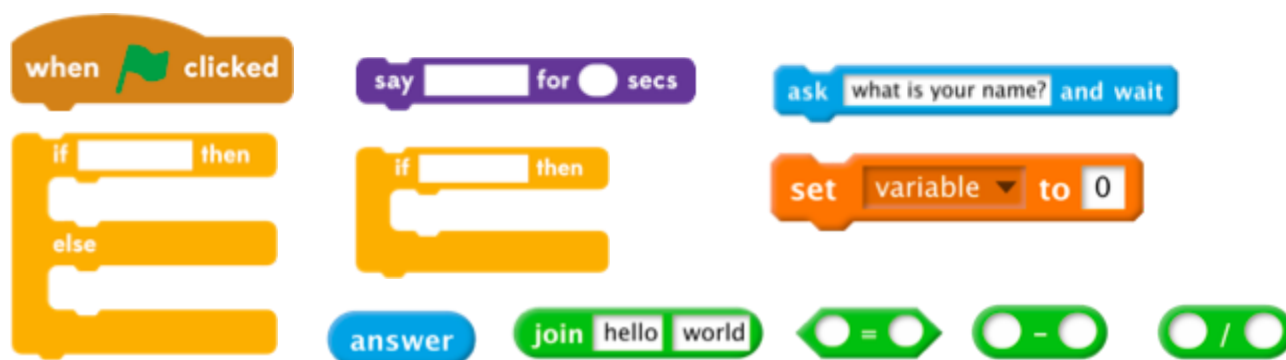 when clicked
say for secs
ask what is your name? and wait
if then
else
if then
set variable to 0
answer
join hello world
=
-
/